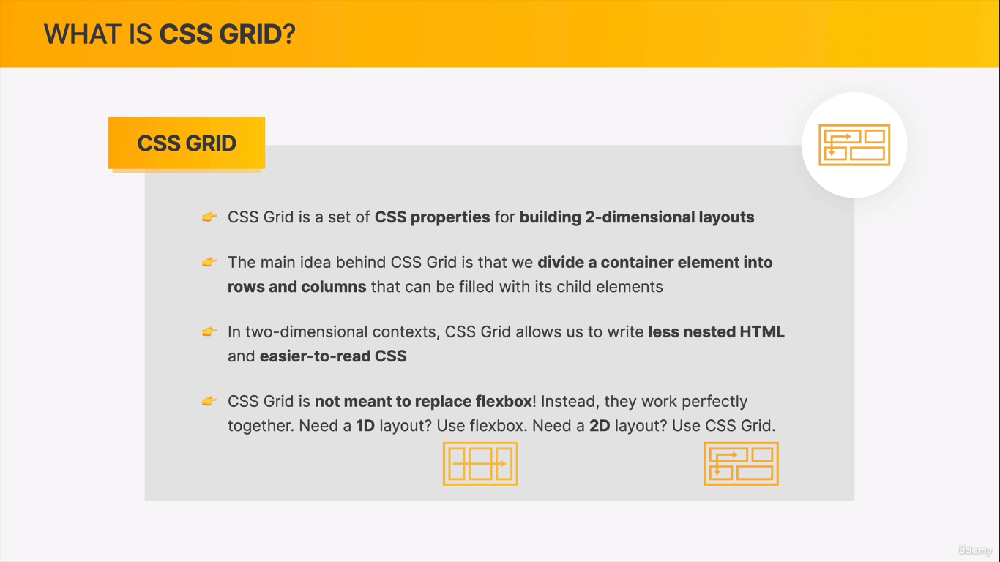 WHAT IS CSS GRID?
CSS GRID
👉 CSS Grid is a set of CSS properties for building 2-dimensional layouts
👉 The main idea behind CSS Grid is that we divide a container element into
rows and columns that can be filled with its child elements
👉 In two-dimensional contexts, CSS Grid allows us to write less nested HTML
and easier-to-read CSS
👉 CSS Grid is not meant to replace flexbox! Instead, they work perfectly
together. Need a 1D layout? Use flexbox. Need a 2D layout? Use CSS Grid.
ûdemy